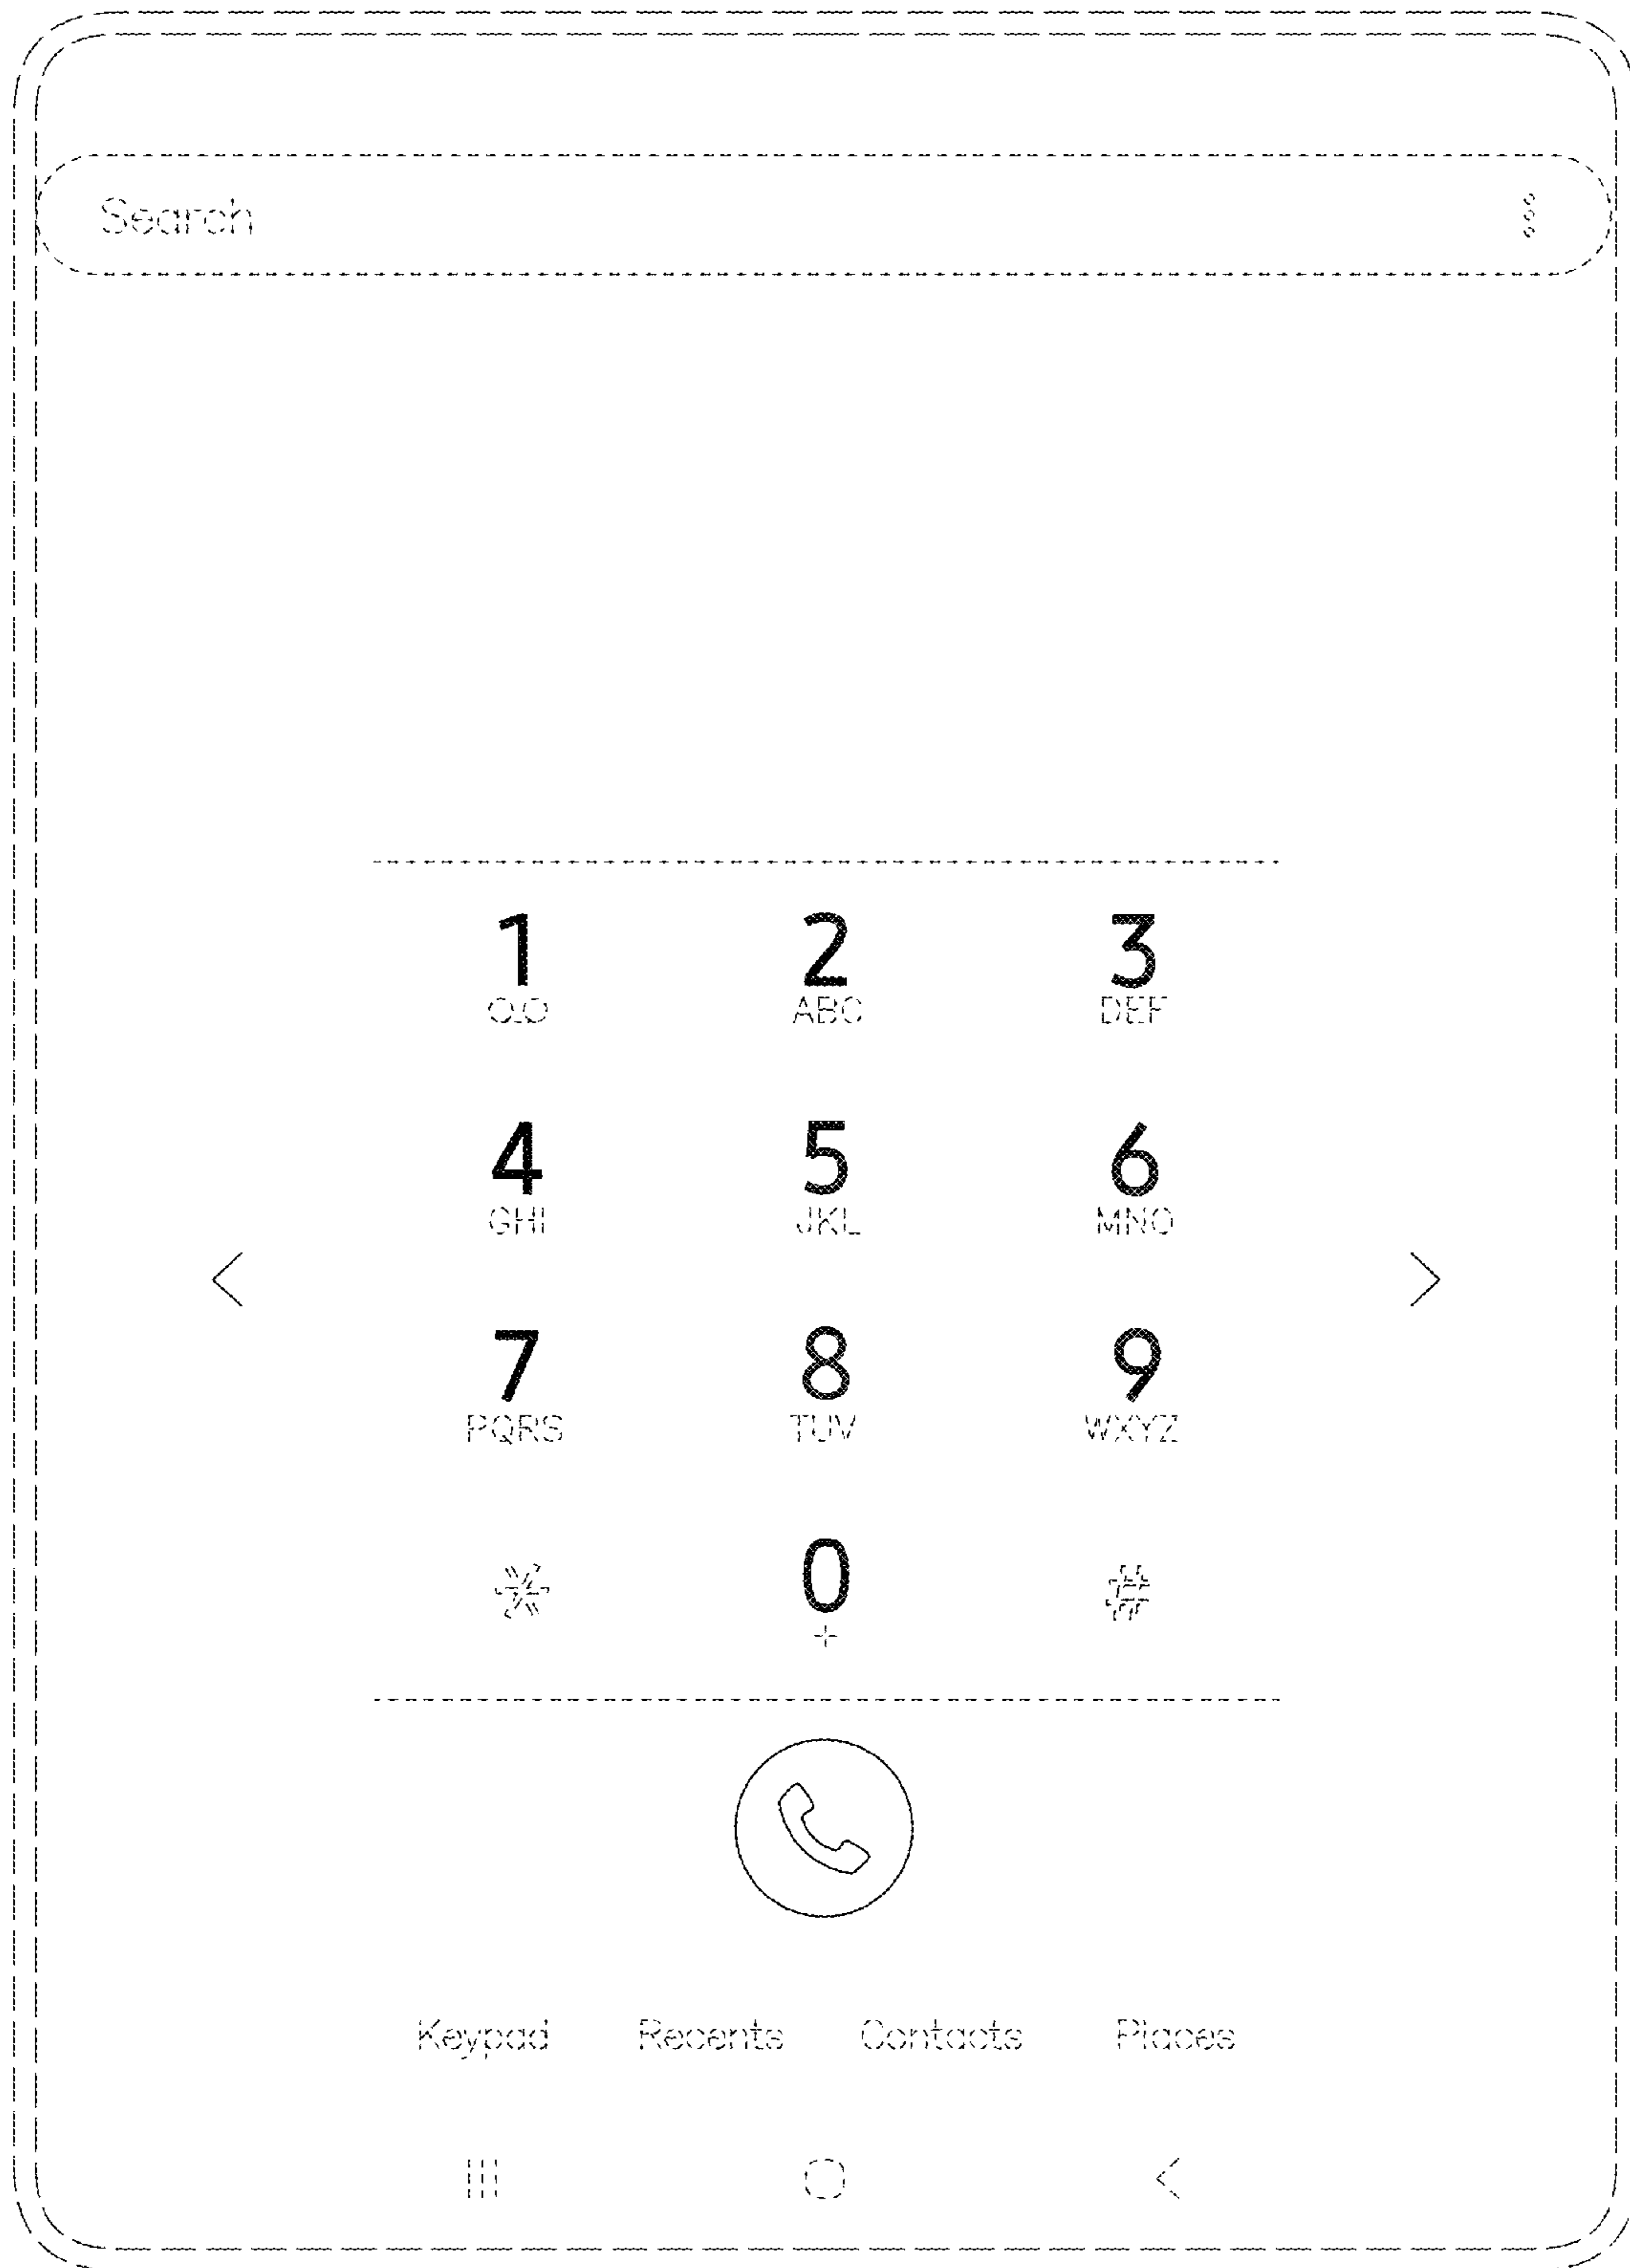 Search
1 2 3
ABC DEF
4 5 6
GHI JKL MNO
7 8 9
PQRS TUV WXYZ
* 0 #
+
Keypad Recents Contacts Places